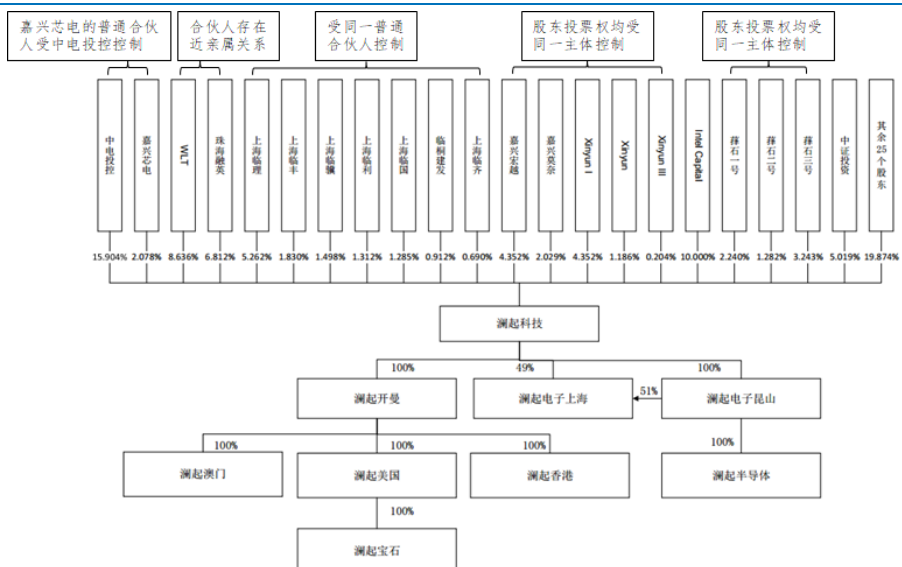 嘉兴芯电的普通合伙
人受中电投控控制
合伙人存在
近亲属关系
受同一普通
合伙人控制
股东投票权均受
同一主体控制
股东投票权均受
同一主体控制
中电投控
嘉兴芯电
WLT
珠海融英
上海临理
上海临丰
上海临骥
上海临利
上海临国
临桐建发
上海临齐
嘉兴宏越
嘉兴莫奈
Xinyun I
Xinyun
Xinyun III
Intel Capital
萚石一号
萚石二号
萚石三号
中证投资
其余25个股东
15.904% 2.078% 8.636% 6.812% 5.262% 1.830% 1.498% 1.312% 1.285% 0.912% 0.690% 4.352% 2.029% 4.352% 1.186% 0.204% 10.000% 2.240% 1.282% 3.243% 5.019% 19.874%
澜起科技
100% 49% 100%
澜起开曼 澜起电子上海 51% 澜起电子昆山
100% 100% 100% 100%
澜起澳门 澜起美国 澜起香港 澜起半导体
100%
澜起宝石